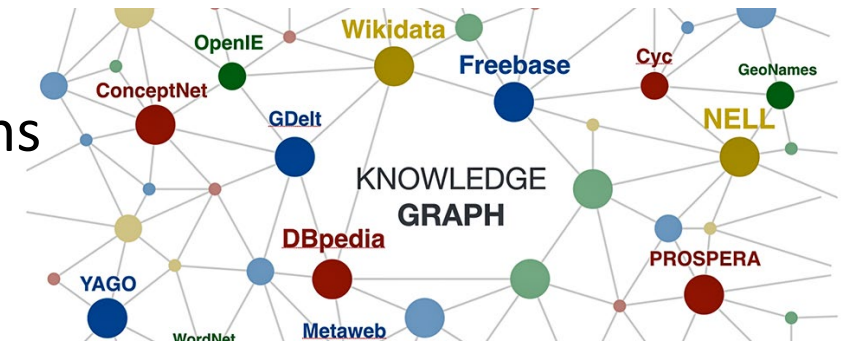 Wikidata
OpenIE
Cyc
Freebase
GeoNames
ConceptNet
GDelt
NELL
ns
KNOWLEDGE
GRAPH
DBpedia
PROSPERA
YAGO
Metaweb
WordNet